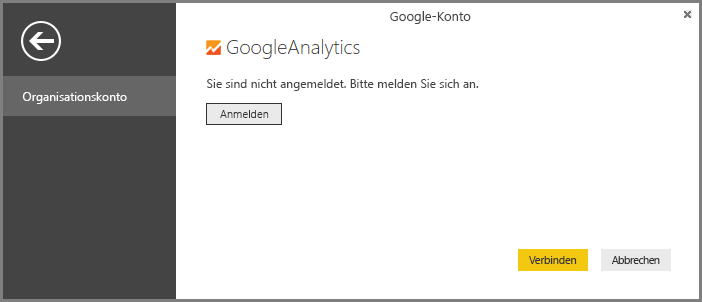 Google-Konto
GoogleAnalytics
Organisationskonto
Sie sind nicht angemeldet. Bitte melden Sie sich an.
Anmelden
Verbinden
Abbrechen